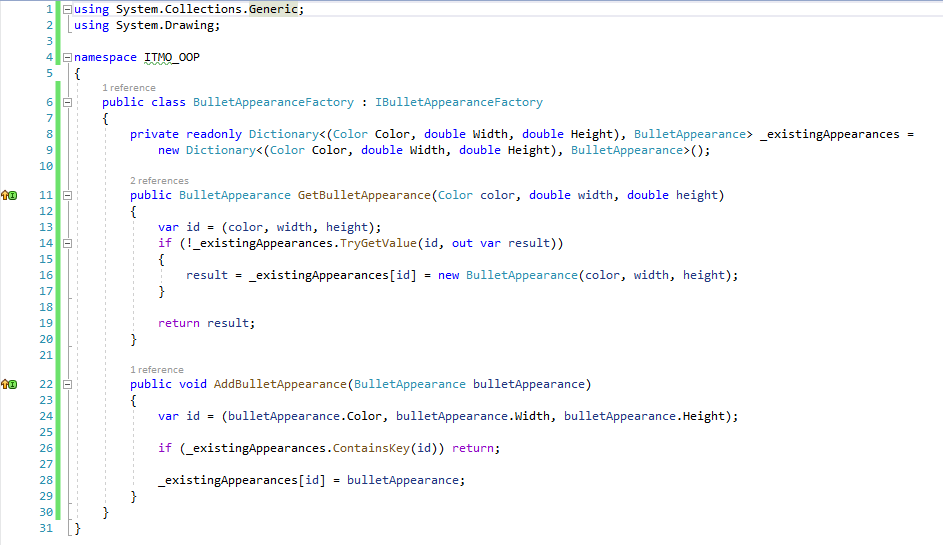 1 using System.Collections.Generic;
2 using System.Drawing;
3
4 namespace ITMO_OOP
5 {
1 reference
6 public class BulletAppearanceFactory : IBulletAppearanceFactory
7 {
8 private readonly Dictionary<(Color Color, double Width, double Height), BulletAppearance> _existingAppearances =
9 new Dictionary<(Color Color, double Width, double Height), BulletAppearance>();
10
2 references
11 public BulletAppearance GetBulletAppearance(Color color, double width, double height)
12 {
13 var id = (color, width, height);
14 if (!_existingAppearances.TryGetValue(id, out var result))
15 {
16 result = _existingAppearances[id] = new BulletAppearance(color, width, height);
17 }
18
19 return result;
20 }
21
1 reference
22 public void AddBulletAppearance(BulletAppearance bulletAppearance)
23 {
24 var id = (bulletAppearance.Color, bulletAppearance.Width, bulletAppearance.Height);
25
26 if (_existingAppearances.ContainsKey(id)) return;
27
28 _existingAppearances[id] = bulletAppearance;
29 }
30 }
31 }